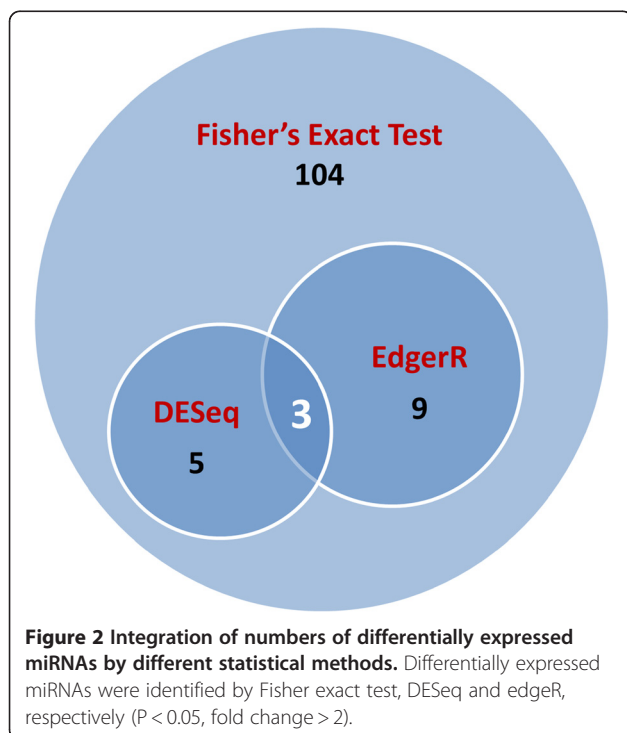 Fisher's Exact Test
104
EdgerR
9
DESeq
3
5
Figure 2 Integration of numbers of differentially expressed
miRNAs by different statistical methods. Differentially expressed
miRNAs were identified by Fisher exact test, DESeq and edgeR,
respectively (P < 0.05, fold change > 2).